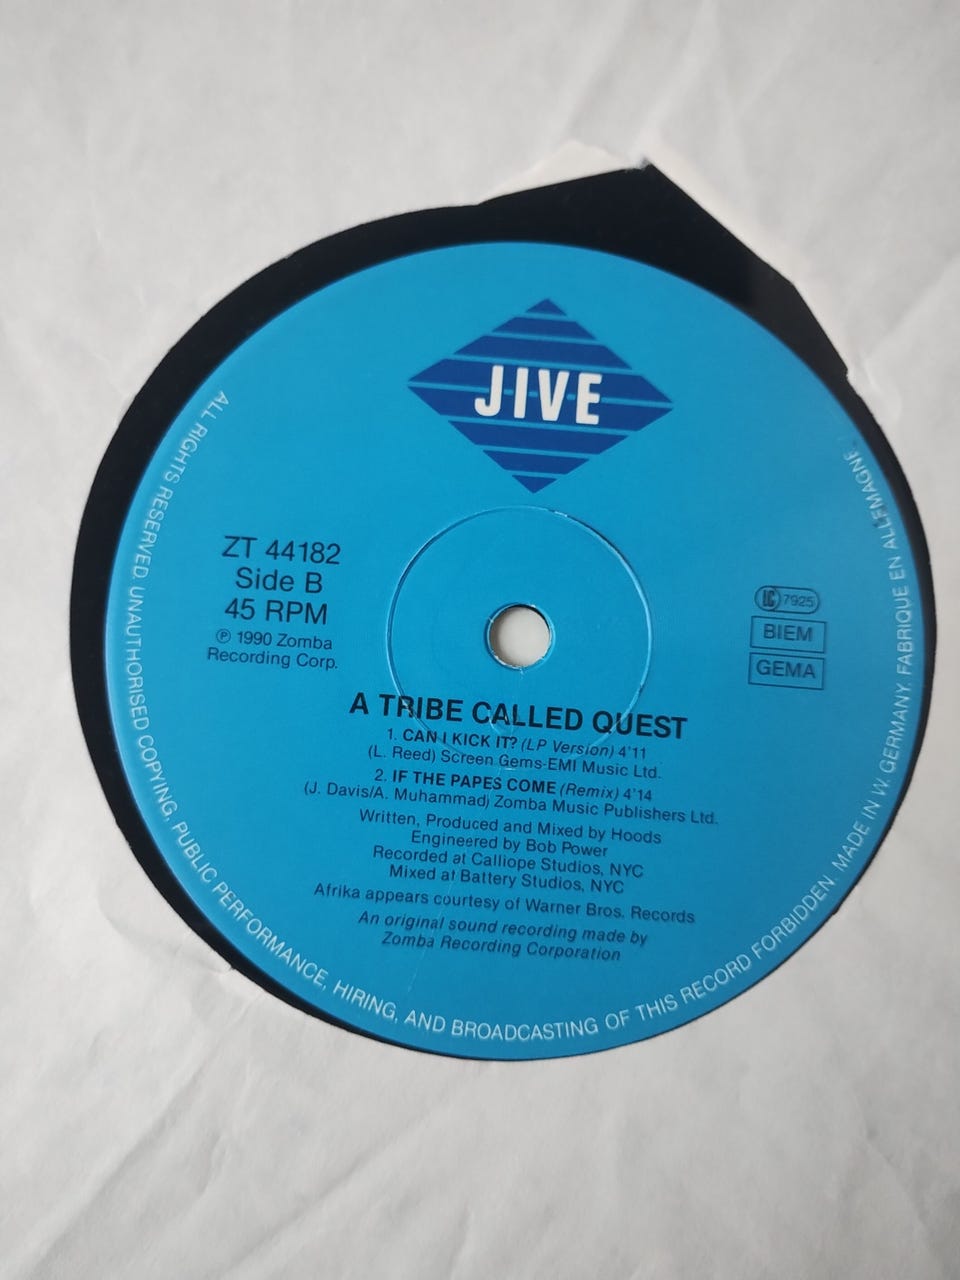 JIVE
ZT 44182
Side B
45 RPM
℗ 1990 Zomba
Recording Corp.
LC 7925
BIEM
GEMA
A TRIBE CALLED QUEST
1. CAN I KICK IT? (LP Version) 4'11
(L. Reed) Screen Gems-EMI Music Ltd.
2. IF THE PAPES COME (Remix) 4'14
(J. Davis/A. Muhammad) Zomba Music Publishers Ltd.
Written, Produced and Mixed by Hoods
Engineered by Bob Power
Recorded at Calliope Studios, NYC
Mixed at Battery Studios, NYC
Afrika appears courtesy of Warner Bros. Records
An original sound recording made by
Zomba Recording Corporation
ALL RIGHTS RESERVED. UNAUTHORISED COPYING, PUBLIC PERFORMANCE, HIRING, AND BROADCASTING OF THIS RECORD FORBIDDEN. MADE IN W. GERMANY. FABRIQUE EN ALLEMAGNE.